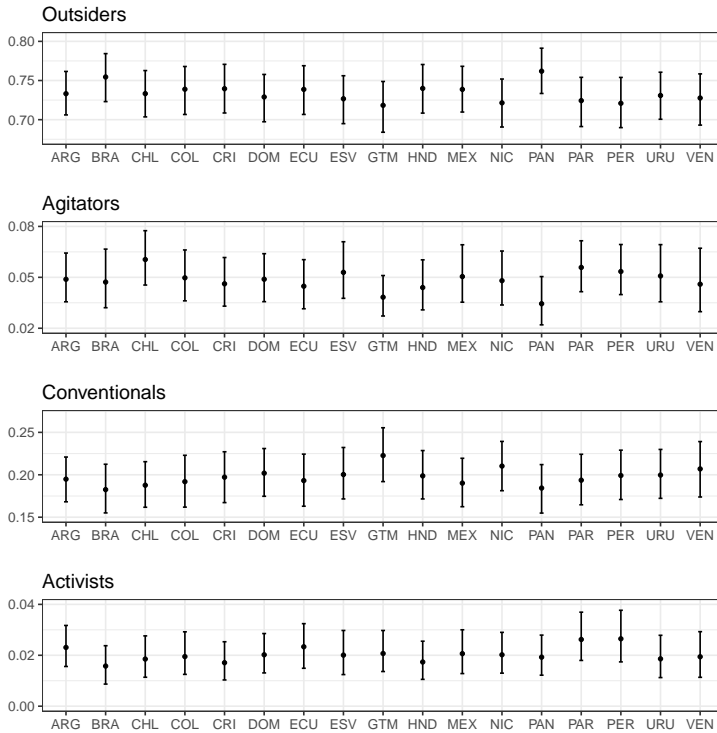 Outsiders
0.80
0.75
0.70
ARG BRA CHL COL CRI DOM ECU ESV GTM HND MEX NIC PAN PAR PER URU VEN
Agitators
0.08
0.05
0.02
ARG BRA CHL COL CRI DOM ECU ESV GTM HND MEX NIC PAN PAR PER URU VEN
Conventionals
0.25
0.20
0.15
ARG BRA CHL COL CRI DOM ECU ESV GTM HND MEX NIC PAN PAR PER URU VEN
Activists
0.04
0.02
0.00
ARG BRA CHL COL CRI DOM ECU ESV GTM HND MEX NIC PAN PAR PER URU VEN